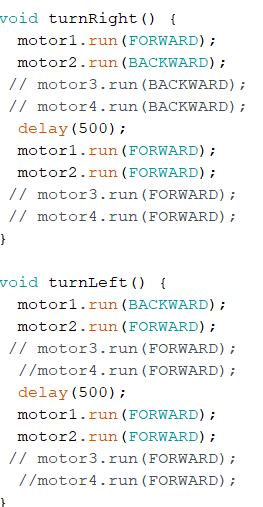 void turnRight() {
motor1.run(FORWARD);
motor2.run(BACKWARD);
// motor3.run(BACKWARD);
// motor4.run(BACKWARD);
delay(500);
motor1.run(FORWARD);
motor2.run(FORWARD);
// motor3.run(FORWARD);
// motor4.run(FORWARD);
}

void turnLeft() {
motor1.run(BACKWARD);
motor2.run(FORWARD);
// motor3.run(FORWARD);
//motor4.run(FORWARD);
delay(500);
motor1.run(FORWARD);
motor2.run(FORWARD);
// motor3.run(FORWARD);
//motor4.run(FORWARD);
}